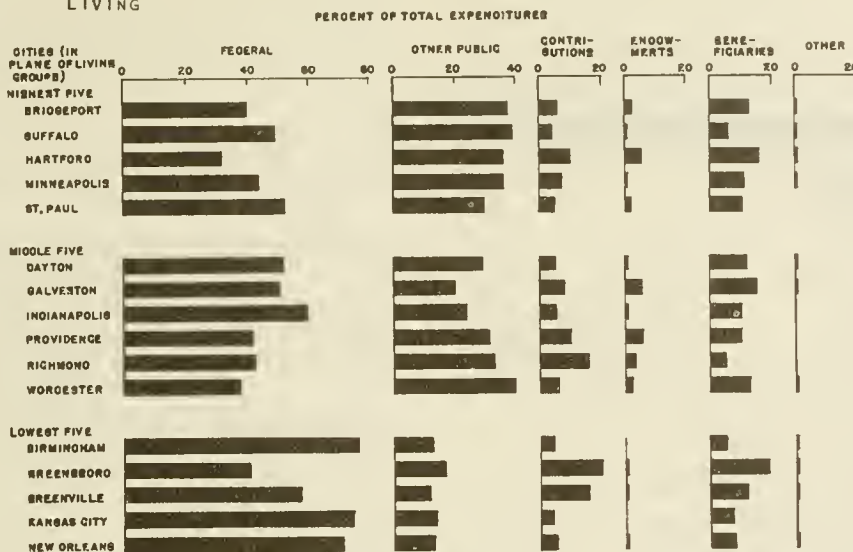 LIVING
PERCENT OF TOTAL EXPENDITURES
CITIES (IN PLANE OF LIVING GROUPS)
FEDERAL
OTHER PUBLIC
CONTRI-
BUTIONS
ENDOW-
MERTS
BENE-
FICIARIES
OTHER
0 20 40 60 80
0 20 40
0 20
0 20
0 20
0 20
HIGHEST FIVE
BRIDGEPORT
BUFFALO
HARTFORD
MINNEAPOLIS
ST. PAUL
MIDDLE FIVE
DAYTON
GALVESTON
INDIANAPOLIS
PROVIDENCE
RICHMOND
WORCESTER
LOWEST FIVE
BIRMINGHAM
GREENSBORO
GREENVILLE
KANSAS CITY
NEW ORLEANS